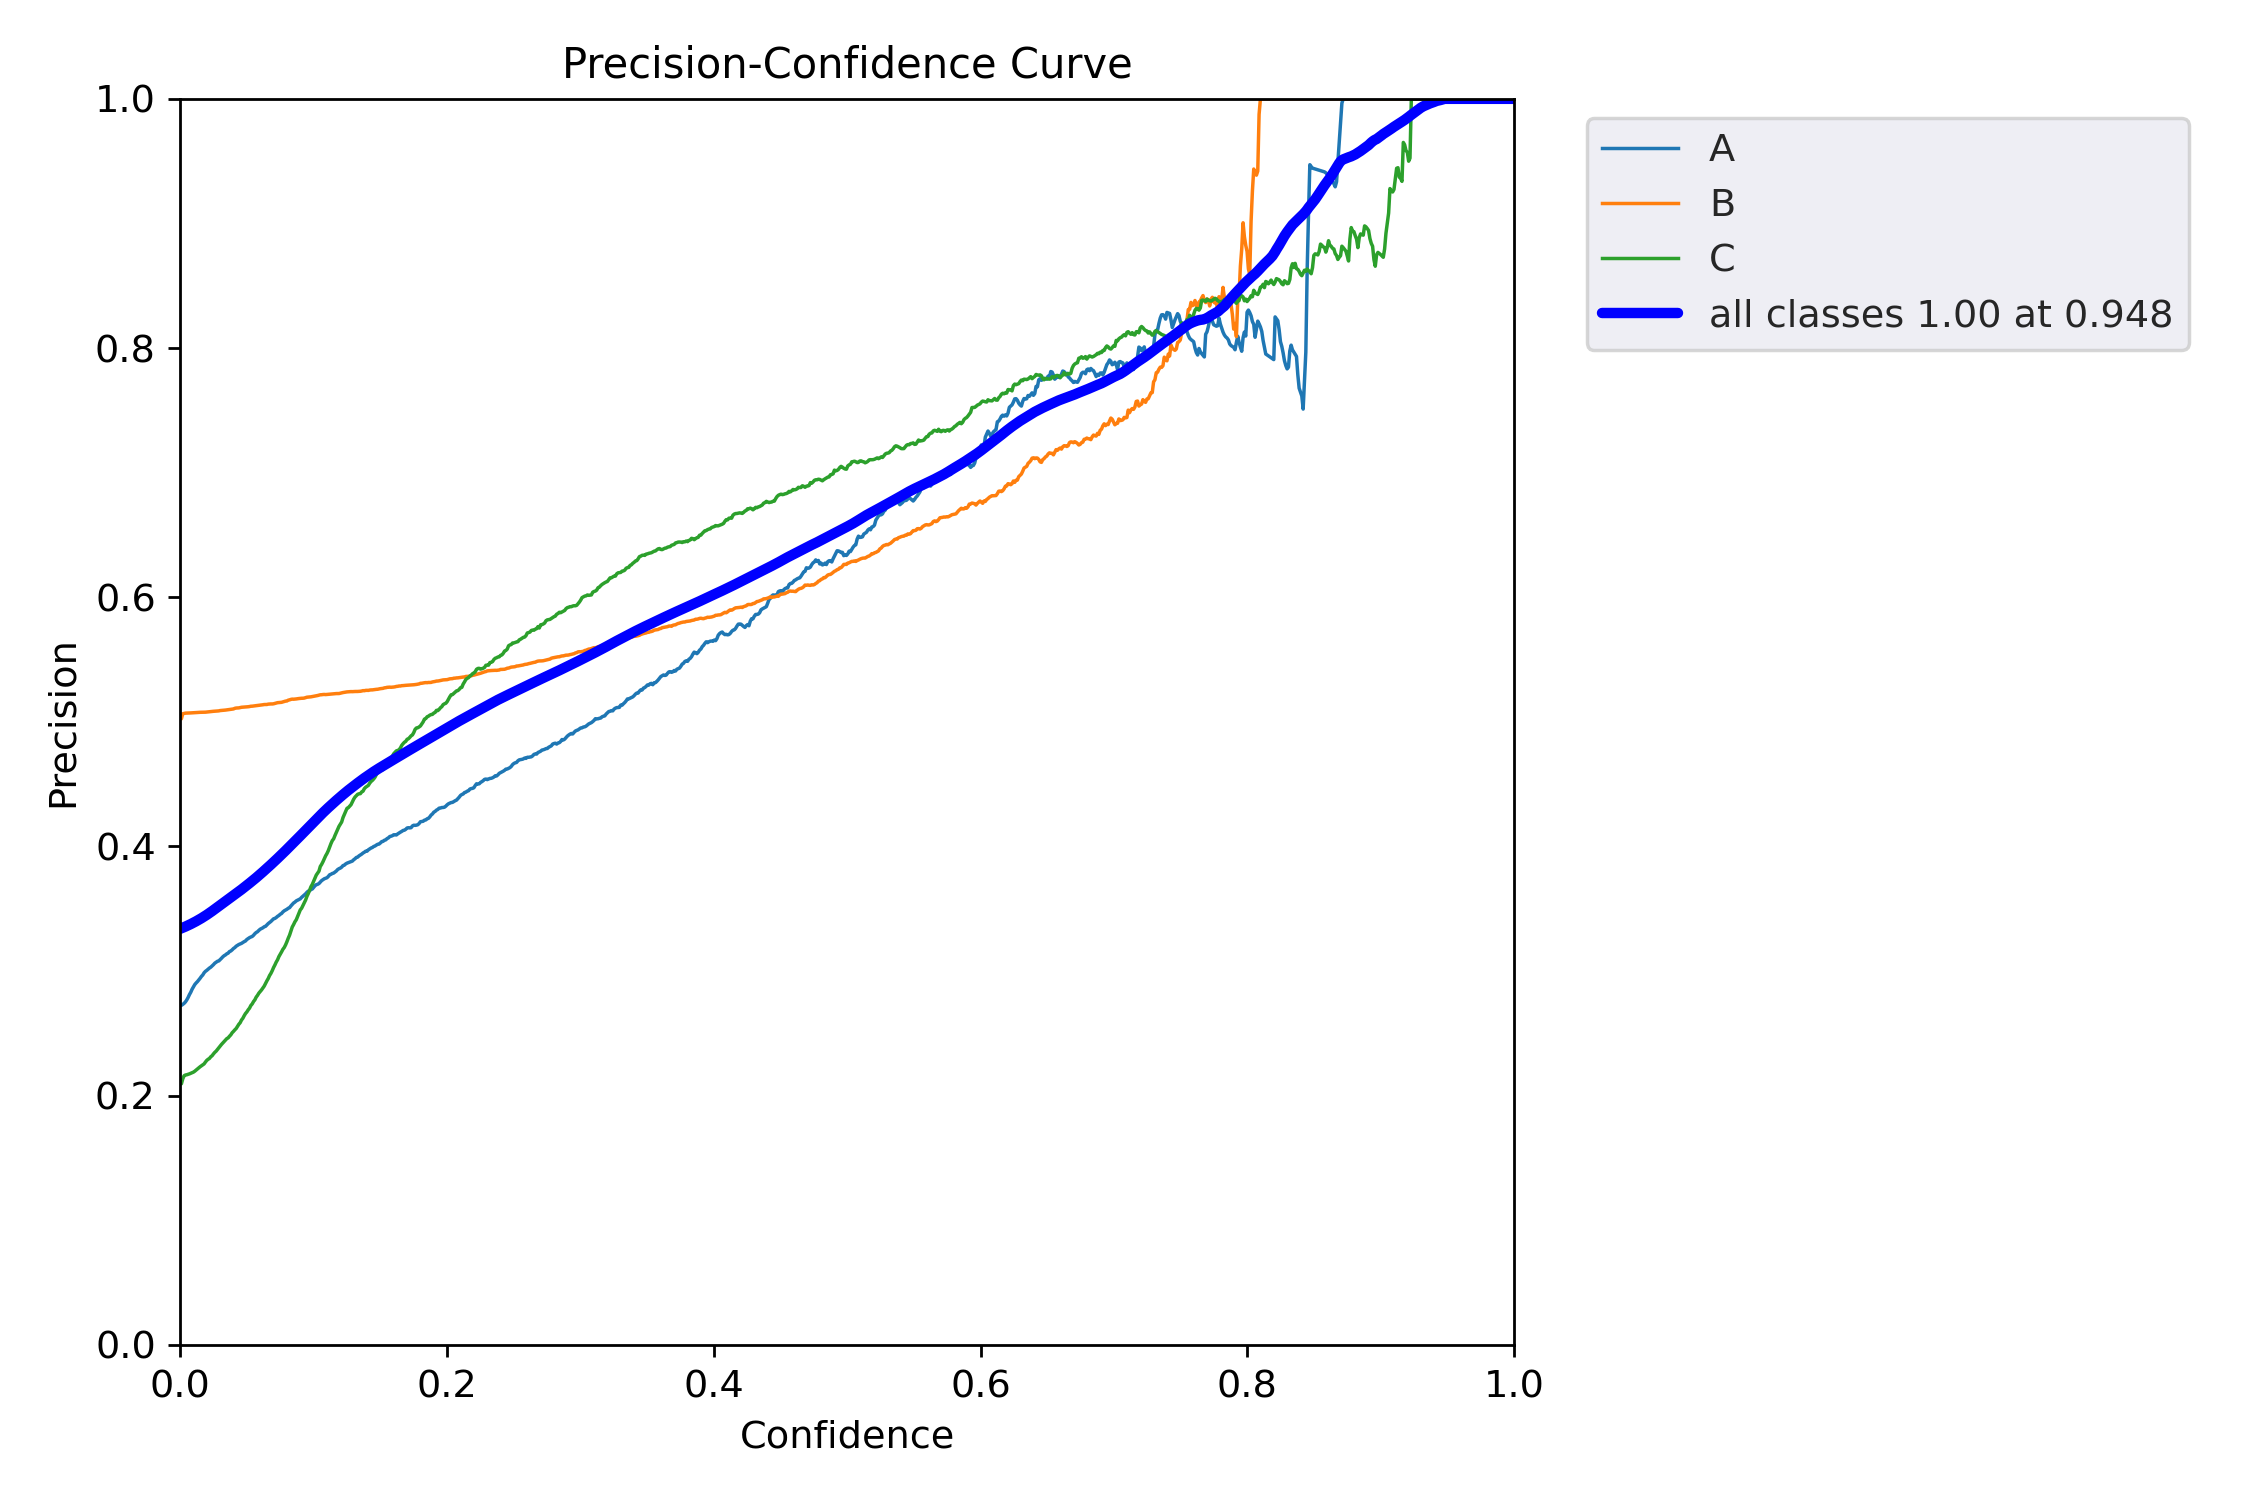 Precision-Confidence Curve
1.0
0.8
0.6
0.4
0.2
0.0
Precision
0.0 0.2 0.4 0.6 0.8 1.0
Confidence
A
B
C
all classes 1.00 at 0.948